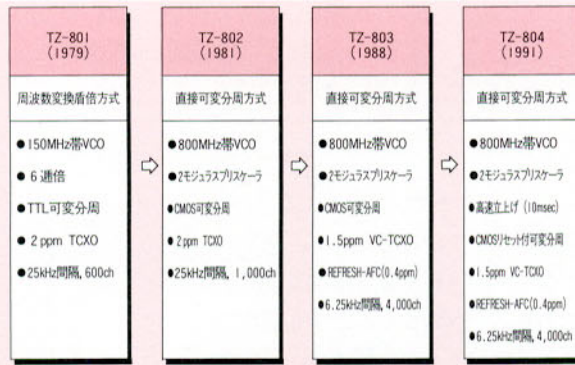 TZ-801
(1979)
周波数変換盾倍方式
●150MHz帯VCO
●6逓倍
●TTL可変分周
●2ppm TCXO
●25kHz間隔, 600ch
TZ-802
(1981)
直接可変分周方式
●800MHz帯VCO
●2モジュラスプリスケーラ
●CMOS可変分周
●2ppm TCXO
●25kHz間隔, 1,000ch
TZ-803
(1988)
直接可変分周方式
●800MHz帯VCO
●2モジュラスプリスケーラ
●CMOS可変分周
●1.5ppm VC-TCXO
●REFRESH-AFC(0.4ppm)
●6.25kHz間隔, 4,000ch
TZ-804
(1991)
直接可変分周方式
●800MHz帯VCO
●2モジュラスプリスケーラ
●高速立上げ (10msec)
●CMOSリセット付可変分周
●1.5ppm VC-TCXO
●REFRESH-AFC(0.4ppm)
●6.25kHz間隔, 4,000ch